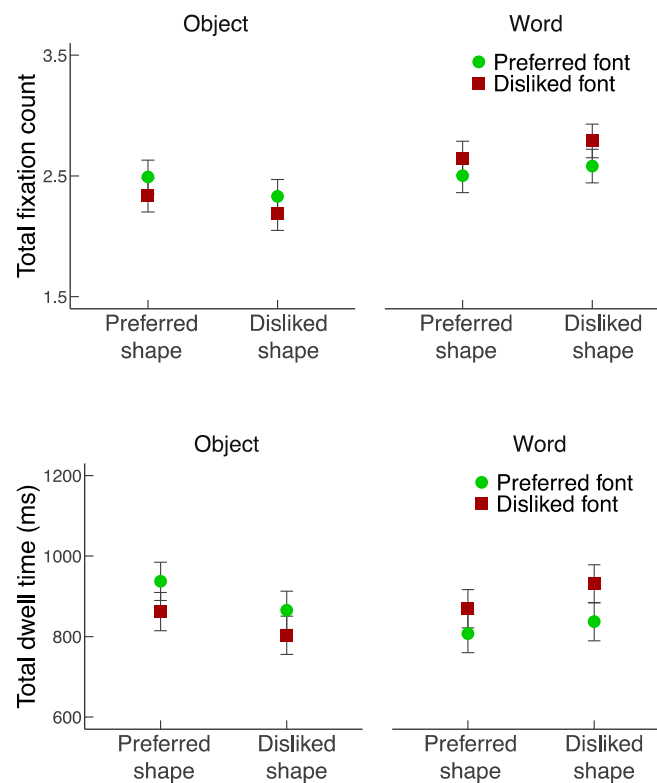 Object Word
3.5
Preferred font
Disliked font
Total fixation count
2.5
1.5
Preferred shape Disliked shape Preferred shape Disliked shape
Object Word
1200
Preferred font
Disliked font
Total dwell time (ms)
1000
800
600
Preferred shape Disliked shape Preferred shape Disliked shape